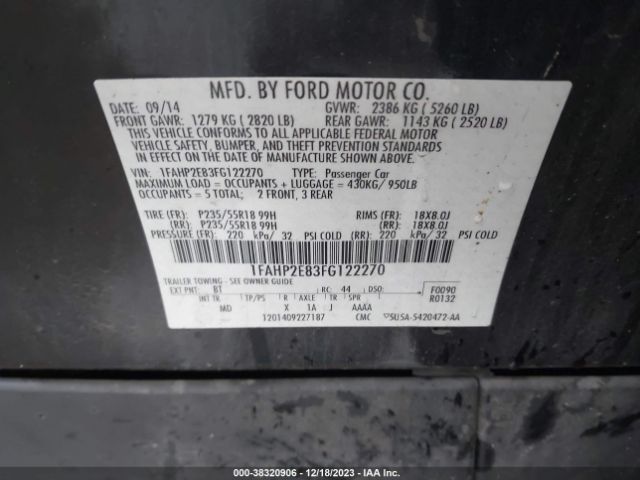 MFD. BY FORD MOTOR CO.
DATE: 09/14 GVWR: 2386 KG ( 5260 LB)
FRONT GAWR: 1279 KG ( 2820 LB) REAR GAWR: 1143 KG ( 2520 LB)
THIS VEHICLE CONFORMS TO ALL APPLICABLE FEDERAL MOTOR
VEHICLE SAFETY, BUMPER, AND THEFT PREVENTION STANDARDS
IN EFFECT ON THE DATE OF MANUFACTURE SHOWN ABOVE.
VIN: 1FAHP2E83FG122270 TYPE: Passenger Car
MAXIMUM LOAD = OCCUPANTS + LUGGAGE = 430KG/ 950LB
OCCUPANTS = 5 TOTAL; 2 FRONT, 3 REAR
TIRE (FR): P235/55R18 99H RIMS (FR): 18X8.0J
(RR): P235/55R18 99H (RR): 18X8.0J
PRESSURE (FR): 220 kPa/ 32 PSI COLD (RR): 220 kPa/ 32 PSI COLD
1FAHP2E83FG122270
TRAILER TOWING - SEE OWNER GUIDE
EXT PNT: BT RC: 44 DSO: F0090
INT TR TP/PS R AXLE TR SPR R0132
MD X 1A J AAAA
1201409227187 CMC ▽5U5A-5420472-AA
000-38320906 - 12/18/2023 - IAAI.COM